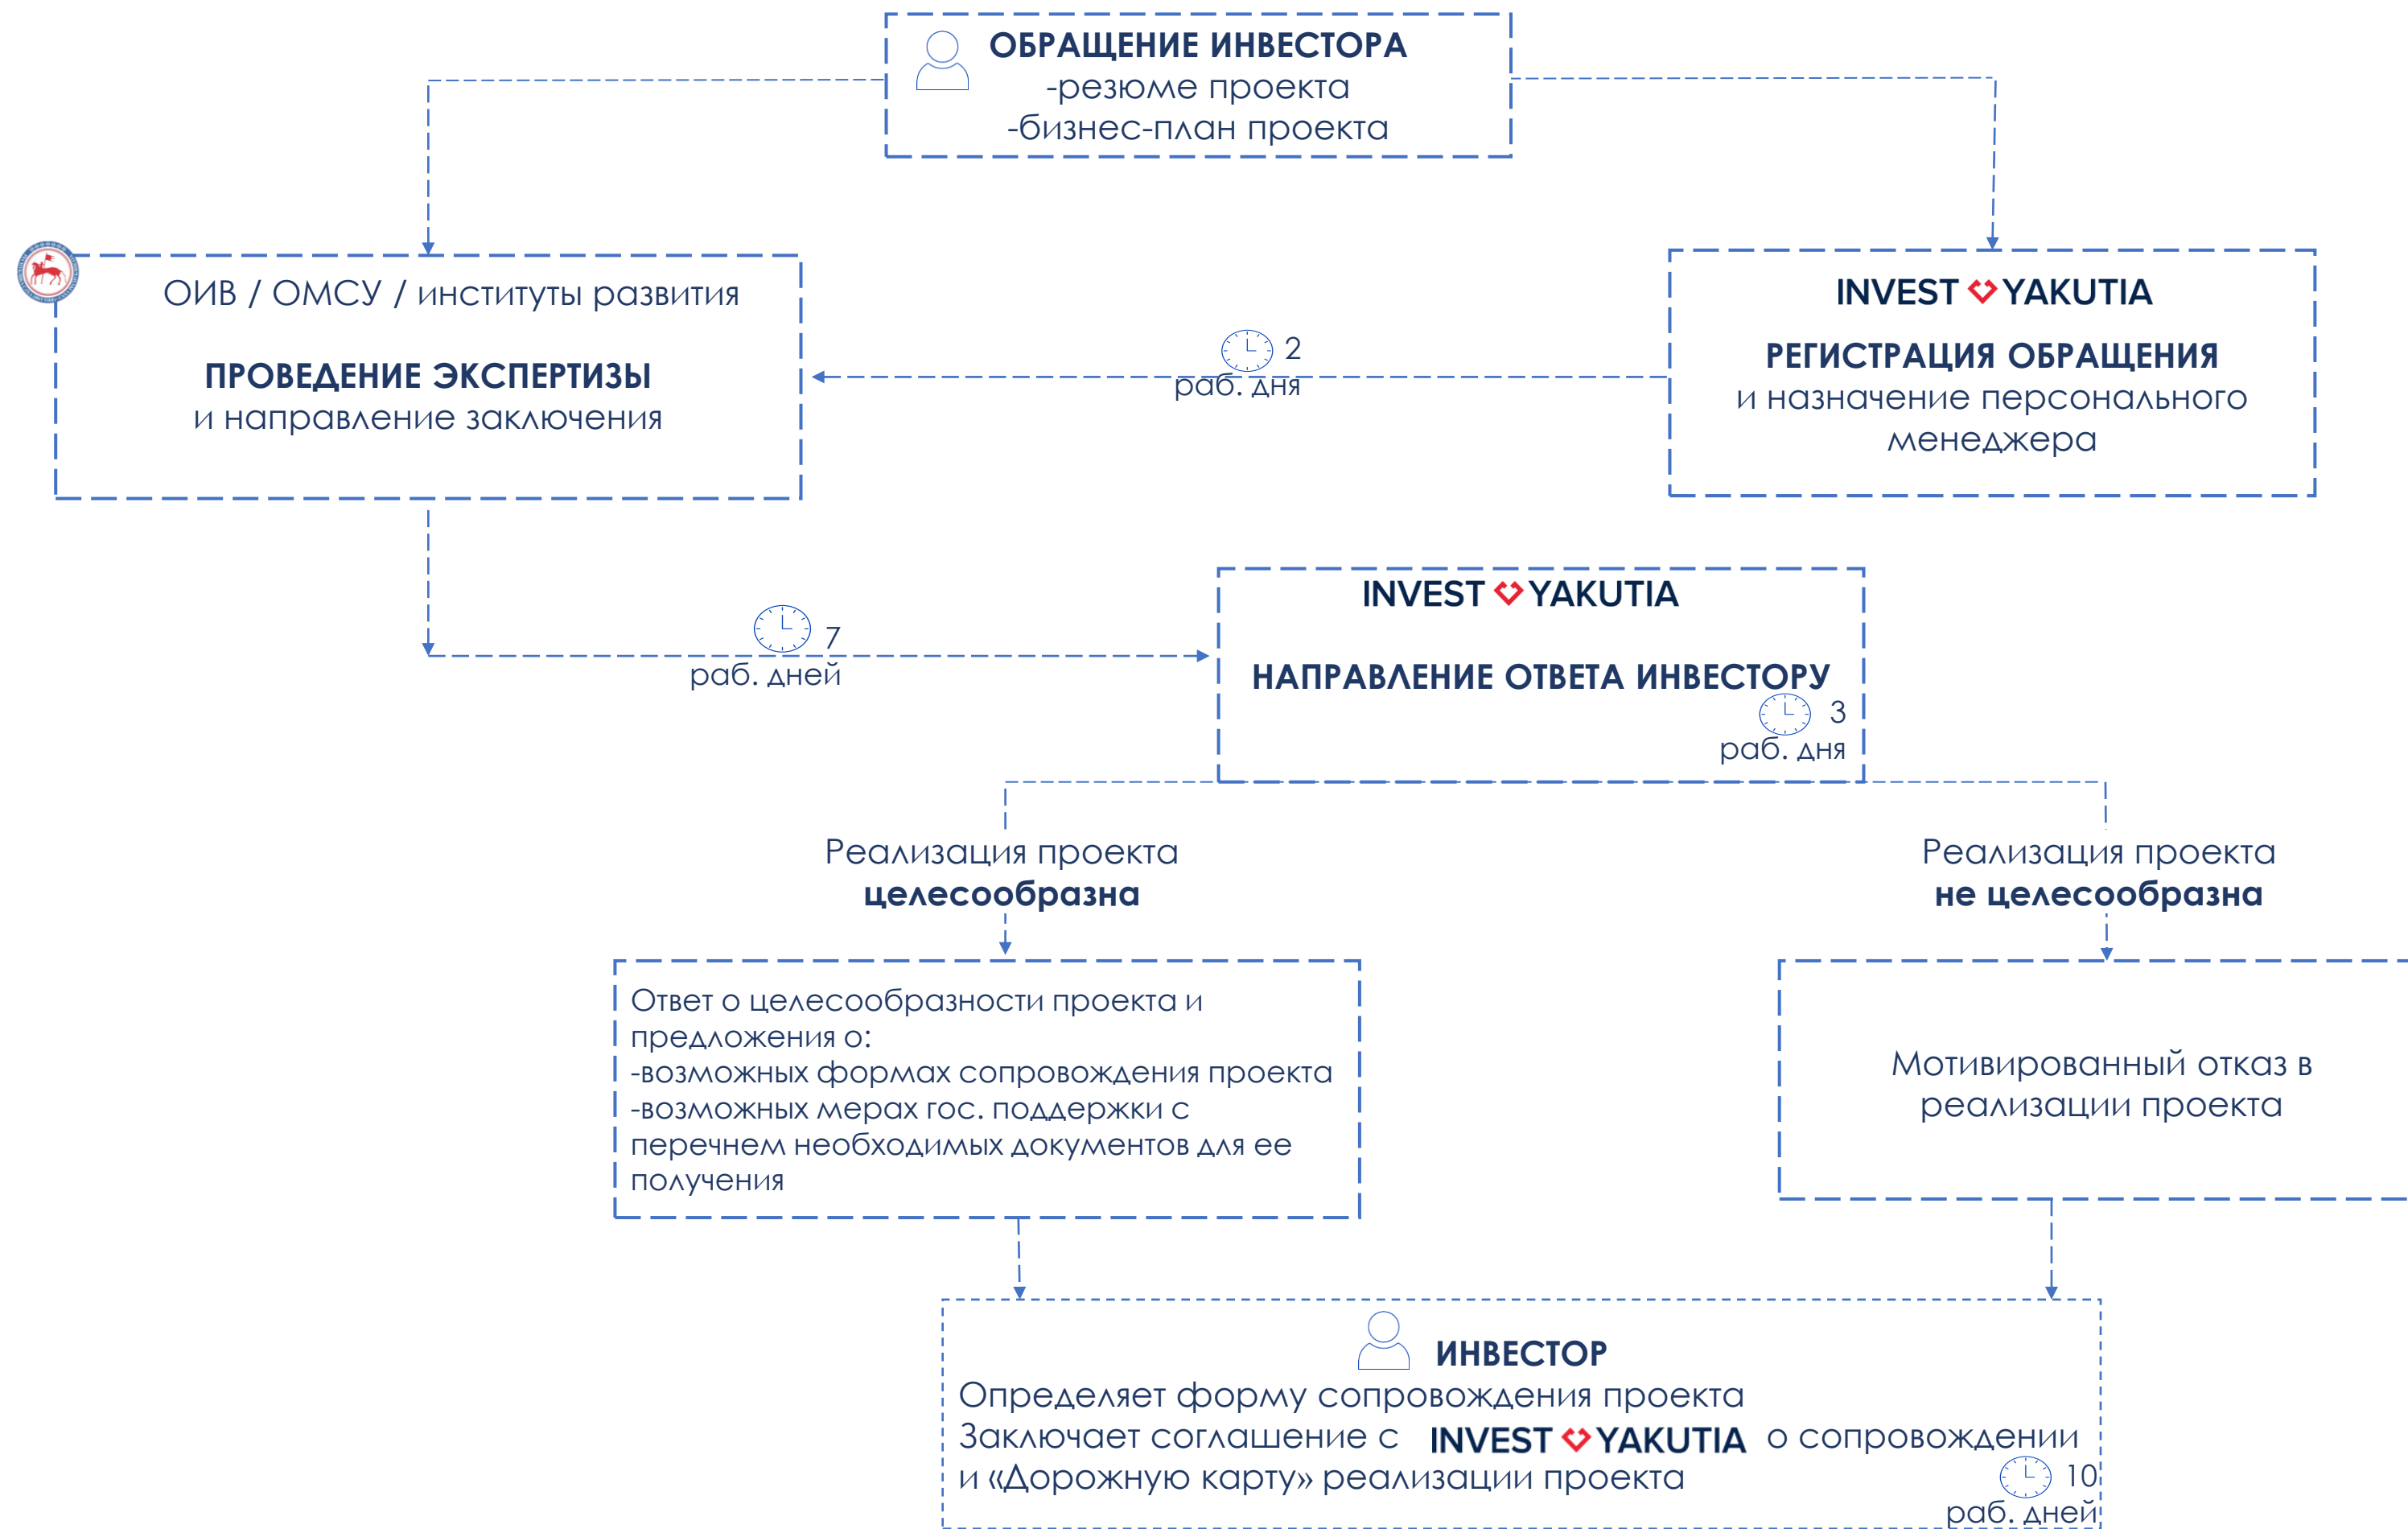 ОБРАЩЕНИЕ ИНВЕСТОРА
-резюме проекта
-бизнес-план проекта
ОИВ / ОМСУ / институты развития
ПРОВЕДЕНИЕ ЭКСПЕРТИЗЫ
и направление заключения
2
раб. дня
INVEST YAKUTIA
РЕГИСТРАЦИЯ ОБРАЩЕНИЯ
и назначение персонального
менеджера
7
раб. дней
INVEST YAKUTIA
НАПРАВЛЕНИЕ ОТВЕТА ИНВЕСТОРУ
3
раб. дня
Реализация проекта
целесообразна
Реализация проекта
не целесообразна
Ответ о целесообразности проекта и
предложения о:
-возможных формах сопровождения проекта
-возможных мерах гос. поддержки с
перечнем необходимых документов для ее
получения
Мотивированный отказ в
реализации проекта
ИНВЕСТОР
Определяет форму сопровождения проекта
Заключает соглашение с INVEST YAKUTIA о сопровождении
и «Дорожную карту» реализации проекта
10
раб. дней